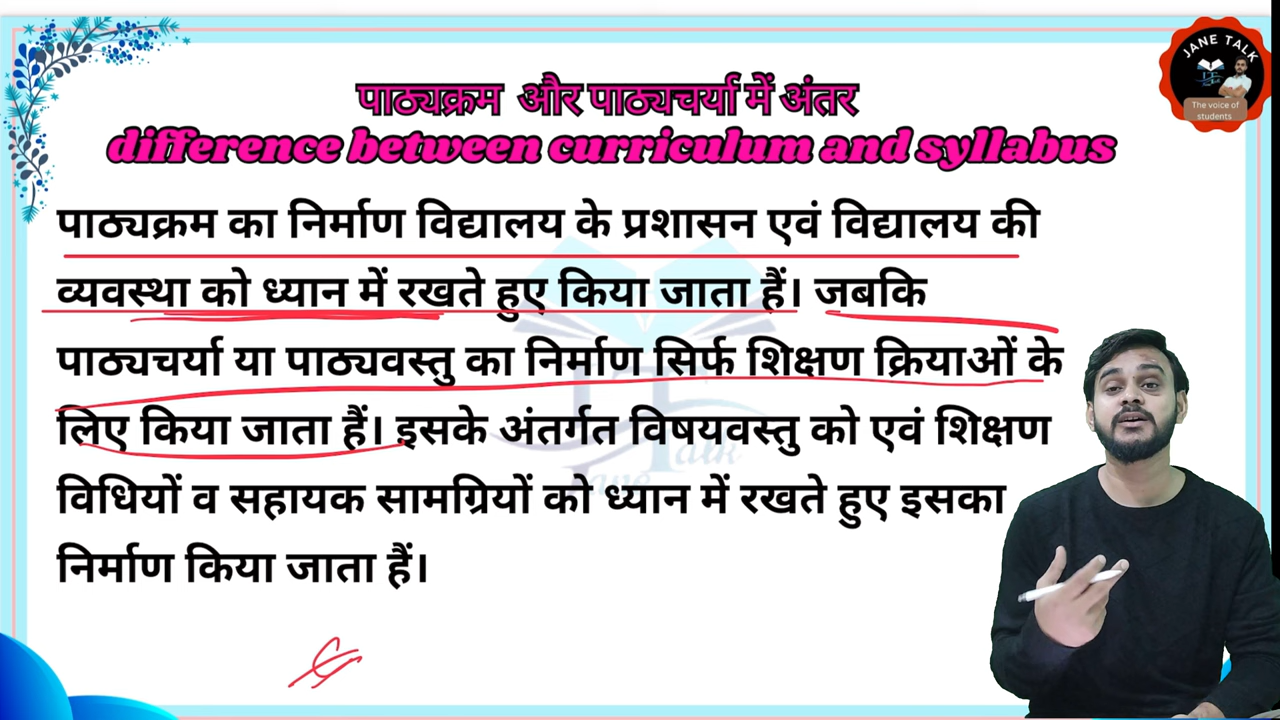 JANE TALK
The voice of
students
पाठ्यक्रम और पाठ्यचर्या में अंतर
difference between curriculum and syllabus
पाठ्यक्रम का निर्माण विद्यालय के प्रशासन एवं विद्यालय की
व्यवस्था को ध्यान में रखते हुए किया जाता हैं। जबकि
पाठ्यचर्या या पाठ्यवस्तु का निर्माण सिर्फ शिक्षण क्रियाओं के
लिए किया जाता हैं। इसके अंतर्गत विषयवस्तु को एवं शिक्षण
विधियों व सहायक सामग्रियों को ध्यान में रखते हुए इसका
निर्माण किया जाता हैं।